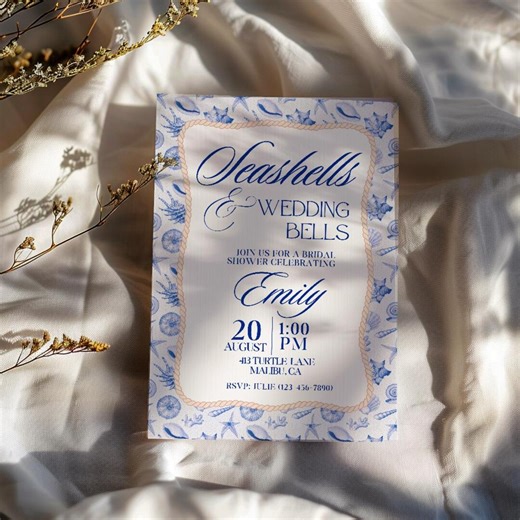 Seashells
& WEDDING
BELLS
JOIN US FOR A BRIDAL
SHOWER CELEBRATING
Emily
20 AUGUST | 1:00 PM
413 TURTLE LANE
MALIBU, CA
RSVP: JULIE (123 456-7890)